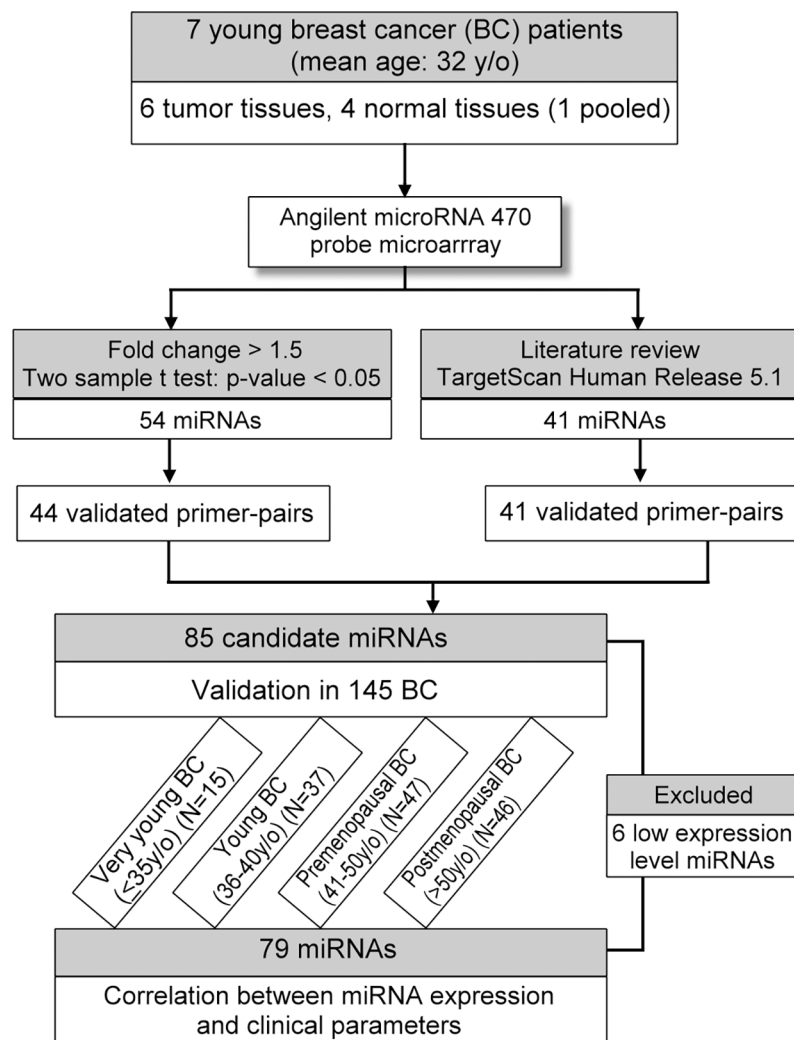 7 young breast cancer (BC) patients
(mean age: 32 y/o)
6 tumor tissues, 4 normal tissues (1 pooled)
Angilent microRNA 470
probe microarrray
Fold change > 1.5
Two sample t test: p-value < 0.05
54 miRNAs
Literature review
TargetScan Human Release 5.1
41 miRNAs
44 validated primer-pairs
41 validated primer-pairs
85 candidate miRNAs
Validation in 145 BC
Very young BC
(≤35y/o) (N=15)
Young BC
(36-40y/o) (N=37)
Premenopausal BC
(41-50y/o) (N=47)
Postmenopausal BC
(>50y/o) (N=46)
Excluded
6 low expression
level miRNAs
79 miRNAs
Correlation between miRNA expression
and clinical parameters